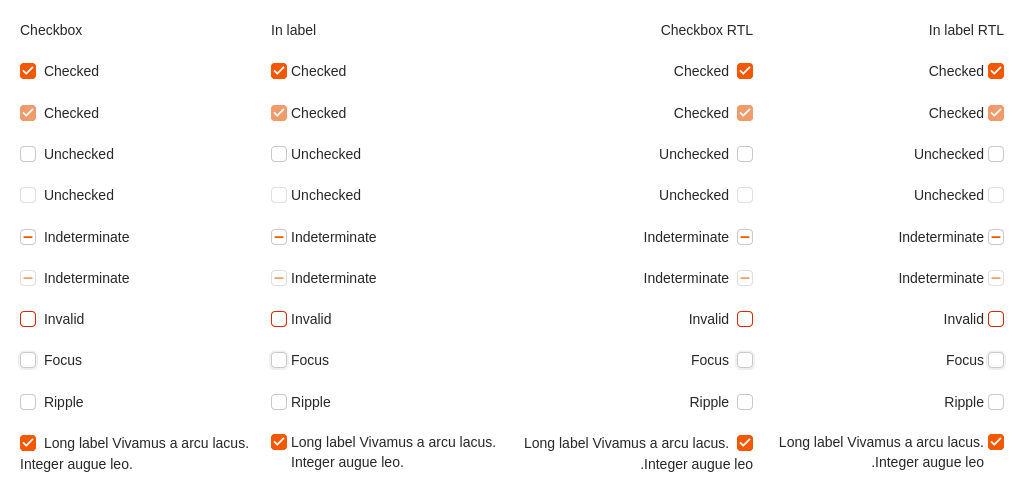 Checkbox In label Checkbox RTL In label RTL
Checked Checked Checked Checked
Checked Checked Checked Checked
Unchecked Unchecked Unchecked Unchecked
Unchecked Unchecked Unchecked Unchecked
Indeterminate Indeterminate Indeterminate Indeterminate
Indeterminate Indeterminate Indeterminate Indeterminate
Invalid Invalid Invalid Invalid
Focus Focus Focus Focus
Ripple Ripple Ripple Ripple
Long label Vivamus a arcu lacus. Long label Vivamus a arcu lacus. Long label Vivamus a arcu lacus. Long label Vivamus a arcu lacus.
Integer augue leo. Integer augue leo. .Integer augue leo .Integer augue leo